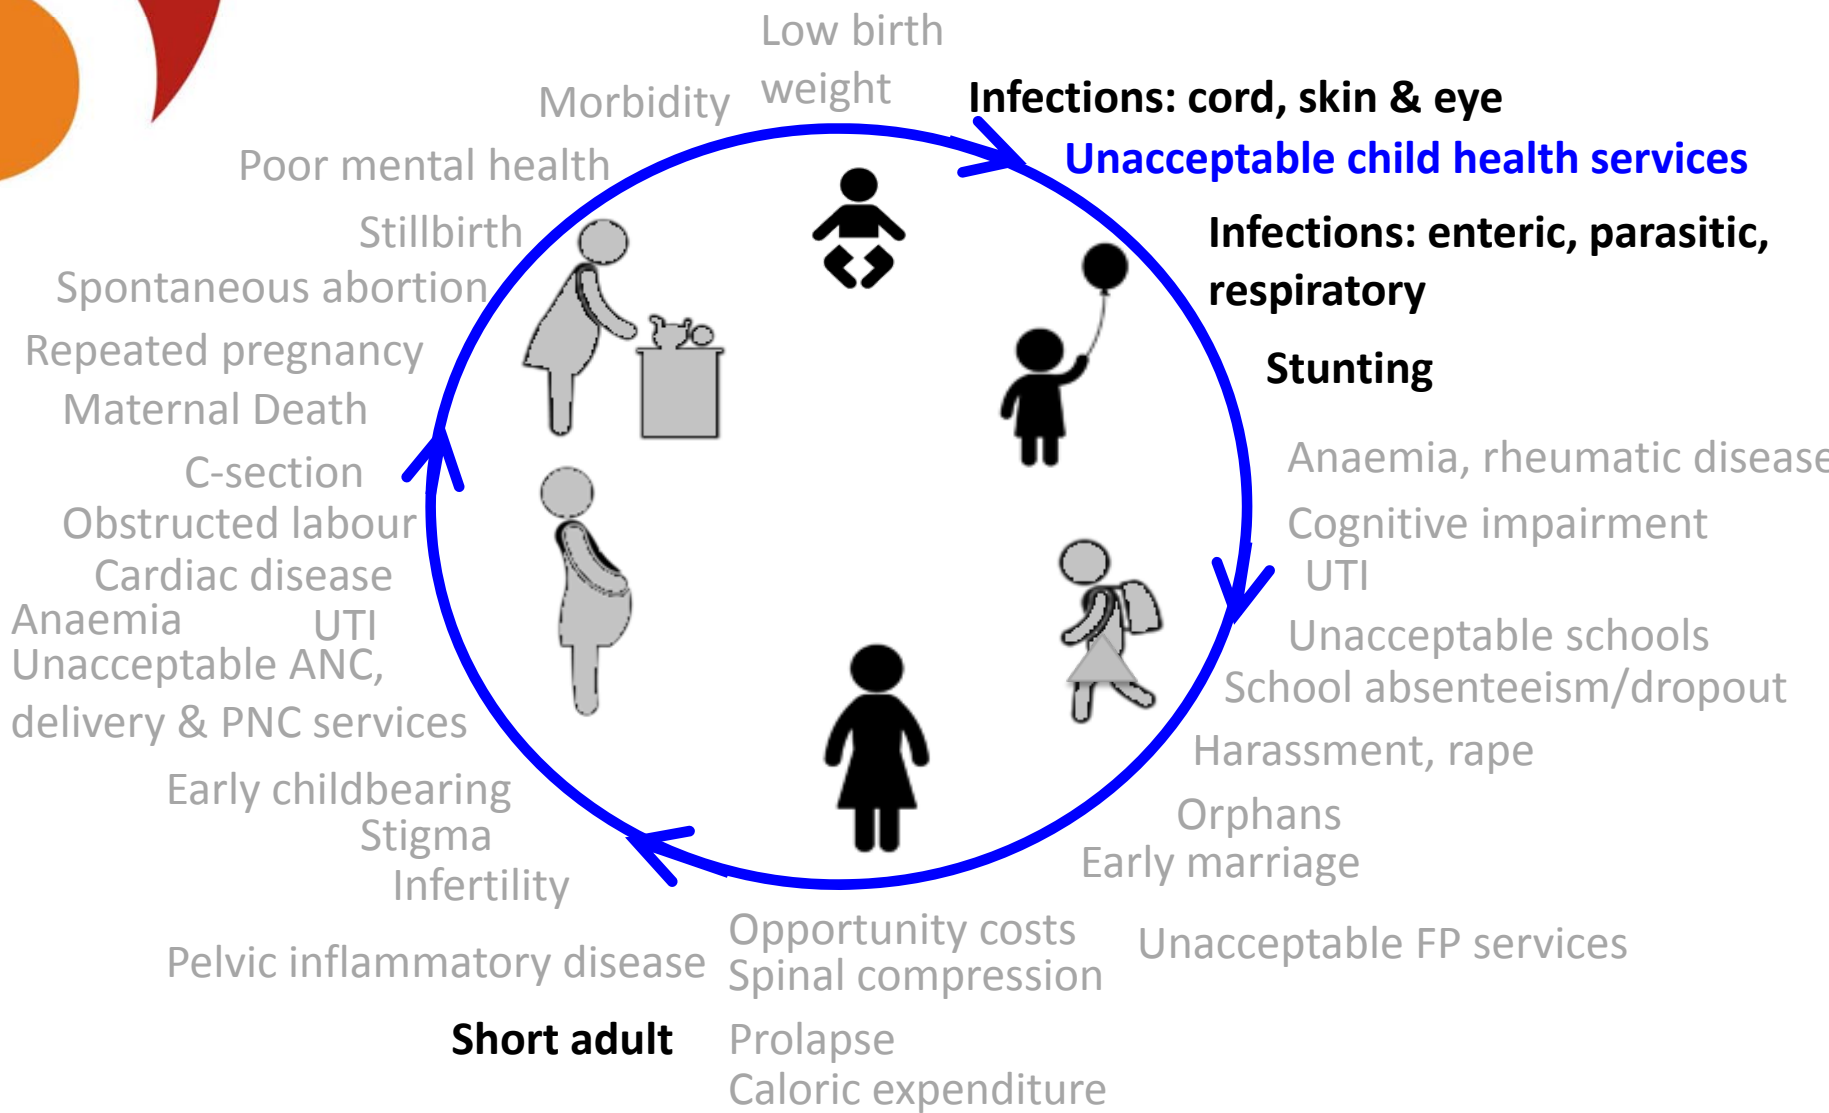 Low birth
weight
Morbidity
Infections: cord, skin & eye
Poor mental health
Unacceptable child health services
Stillbirth
Infections: enteric, parasitic,
respiratory
Spontaneous abortion
Repeated pregnancy
Stunting
Maternal Death
C-section
Anaemia, rheumatic disease
Obstructed labour
Cognitive impairment
Cardiac disease
UTI
Anaemia
UTI
Unacceptable ANC,
delivery & PNC services
Unacceptable schools
School absenteeism/dropout
Harassment, rape
Early childbearing
Orphans
Stigma
Early marriage
Infertility
Opportunity costs
Unacceptable FP services
Pelvic inflammatory disease
Spinal compression
Short adult
Prolapse
Caloric expenditure